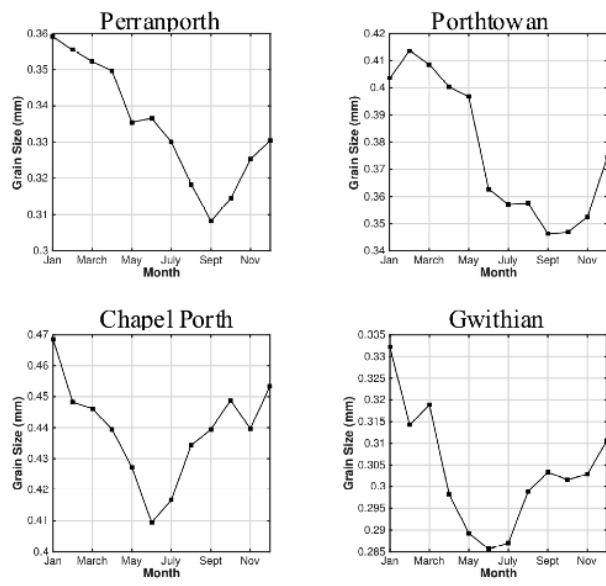 Perranporth
0.36
0.35
0.34
0.33
0.32
0.31
0.3
Grain Size (mm)
Jan March May July Sept Nov
Month
Porthtowan
0.42
0.41
0.4
0.39
0.38
0.37
0.36
0.35
0.34
Grain Size (mm)
Jan March May July Sept Nov
Month
Chapel Porth
0.47
0.46
0.45
0.44
0.43
0.42
0.41
0.4
Grain Size (mm)
Jan March May July Sept Nov
Month
Gwithian
0.335
0.33
0.325
0.32
0.315
0.31
0.305
0.3
0.295
0.29
0.285
Grain Size (mm)
Jan March May July Sept Nov
Month